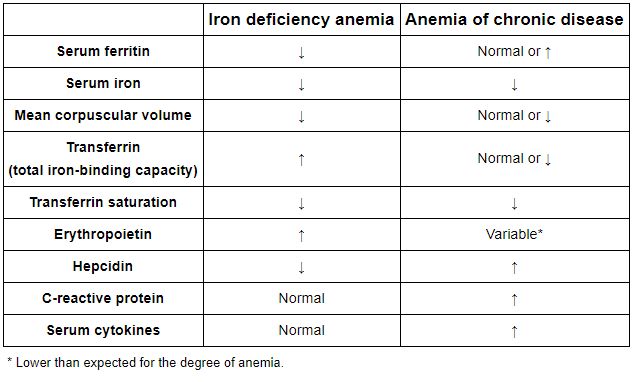 Iron deficiency anemia Anemia of chronic disease
Serum ferritin ↓ Normal or ↑
Serum iron ↓ ↓
Mean corpuscular volume ↓ Normal or ↓
Transferrin
(total iron-binding capacity) ↑ Normal or ↓
Transferrin saturation ↓ ↓
Erythropoietin ↑ Variable*
Hepcidin ↓ ↑
C-reactive protein Normal ↑
Serum cytokines Normal ↑
* Lower than expected for the degree of anemia.